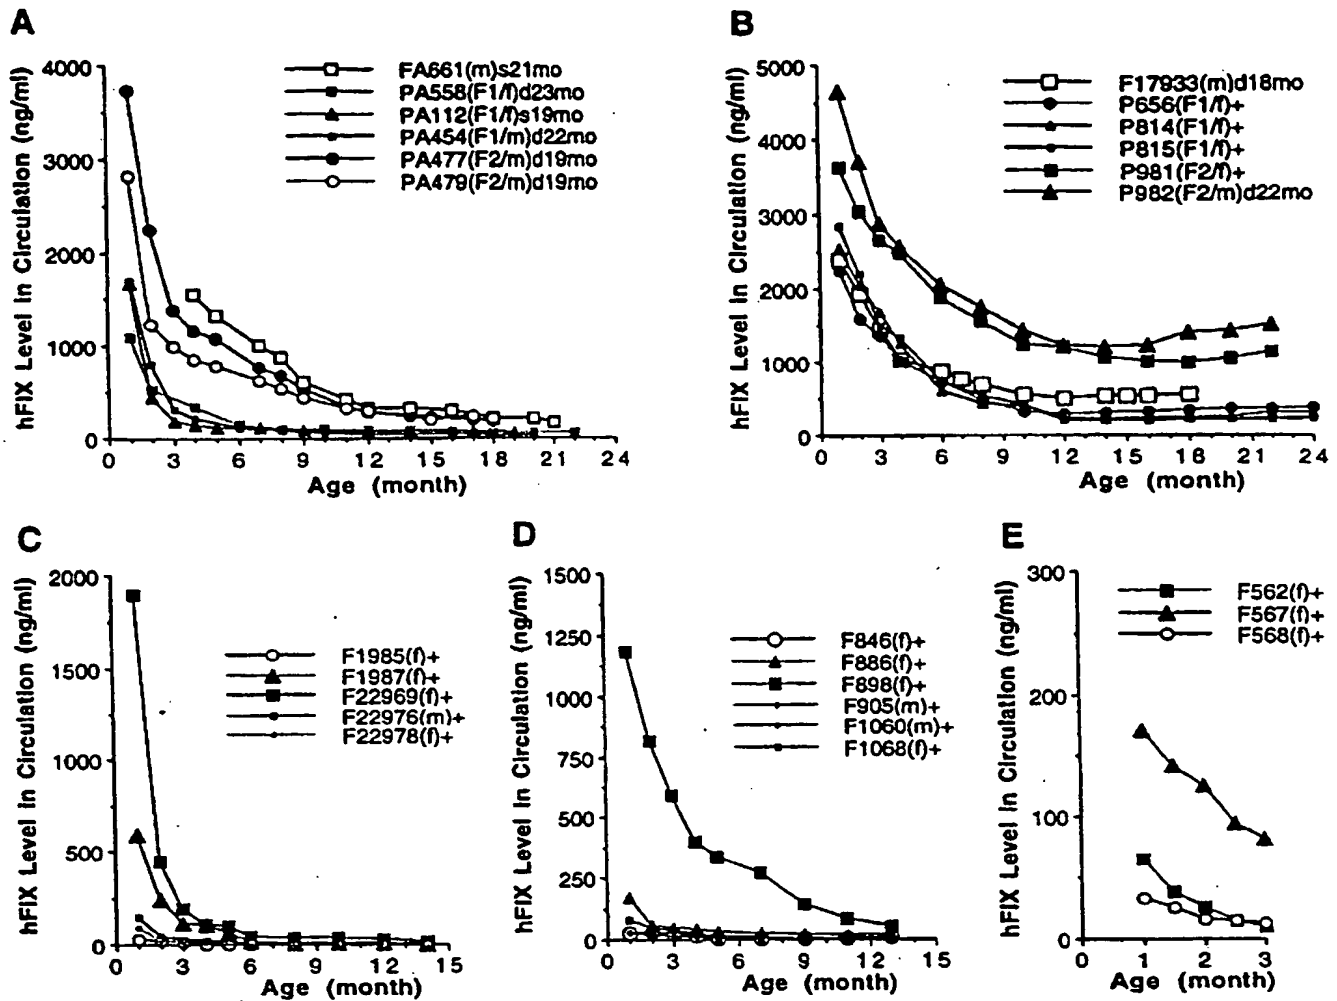 A
hFIX Level In Circulation (ng/ml)
4000
3000
2000
1000
0
0 3 6 9 12 15 18 21 24
Age (month)
FA661(m)s21mo
PA558(F1/f)d23mo
PA112(F1/f)s19mo
PA454(F1/m)d22mo
PA477(F2/m)d19mo
PA479(F2/m)d19mo
B
hFIX Level In Circulation (ng/ml)
5000
4000
3000
2000
1000
0
0 3 6 9 12 15 18 21 24
Age (month)
F17933(m)d18mo
P656(F1/f)+
P814(F1/f)+
P815(F1/f)+
P981(F2/f)+
P982(F2/m)d22mo
C
hFIX Level In Circulation (ng/ml)
2000
1500
1000
500
0
0 3 6 9 12 15
Age (month)
F1985(f)+
F1987(f)+
F22969(f)+
F22976(m)+
F22978(f)+
D
hFIX Level In Circulation (ng/ml)
1500
1250
1000
750
500
250
0
0 3 6 9 12 15
Age (month)
F846(f)+
F886(f)+
F898(f)+
F905(m)+
F1060(m)+
F1068(f)+
E
hFIX Level In Circulation (ng/ml)
300
200
100
0
0 1 2 3
Age (month)
F562(f)+
F567(f)+
F568(f)+